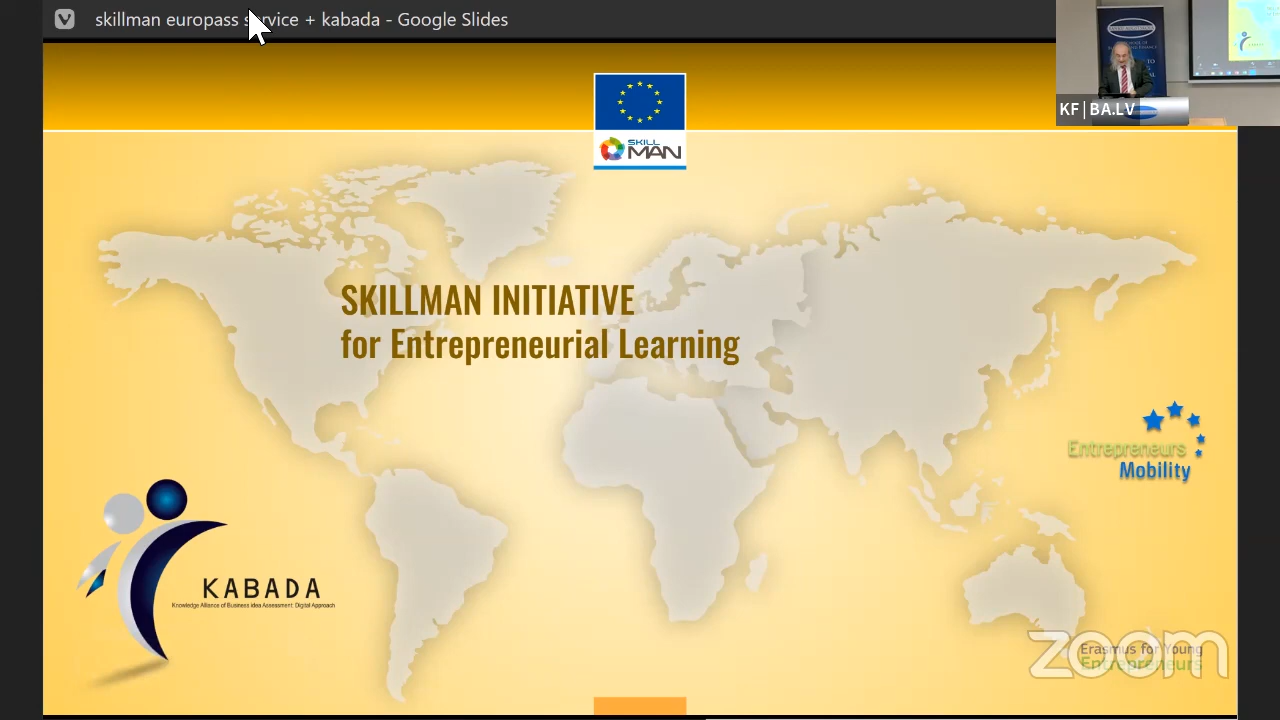 skillman europass service + kabada - Google Slides
KF|BA.LV
SKILL
MAN
SKILLMAN INITIATIVE
for Entrepreneurial Learning
Entrepreneurs
Mobility
KABADA
Knowledge Alliance of Business idea Assessment: Digital Approach
zoom
Erasmus for Young
Entrepreneurs